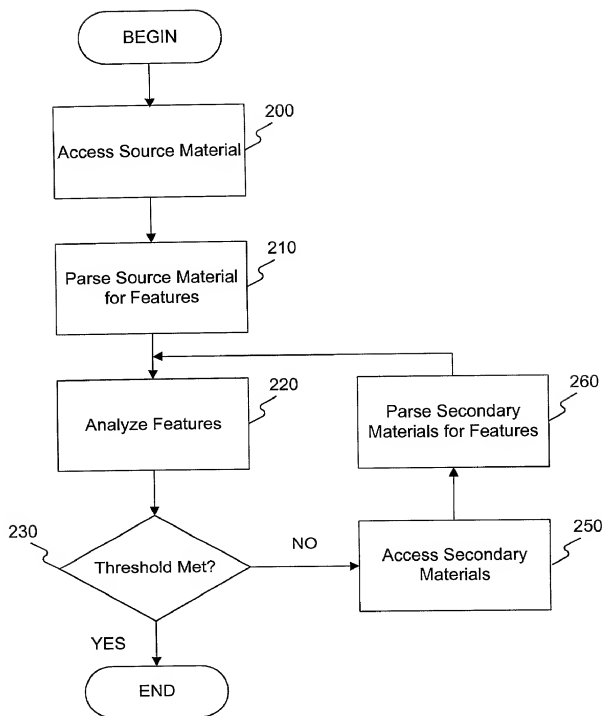 BEGIN
200
Access Source Material
210
Parse Source Material
for Features
220
Analyze Features
260
Parse Secondary
Materials for Features
230
Threshold Met?
NO
250
Access Secondary
Materials
YES
END